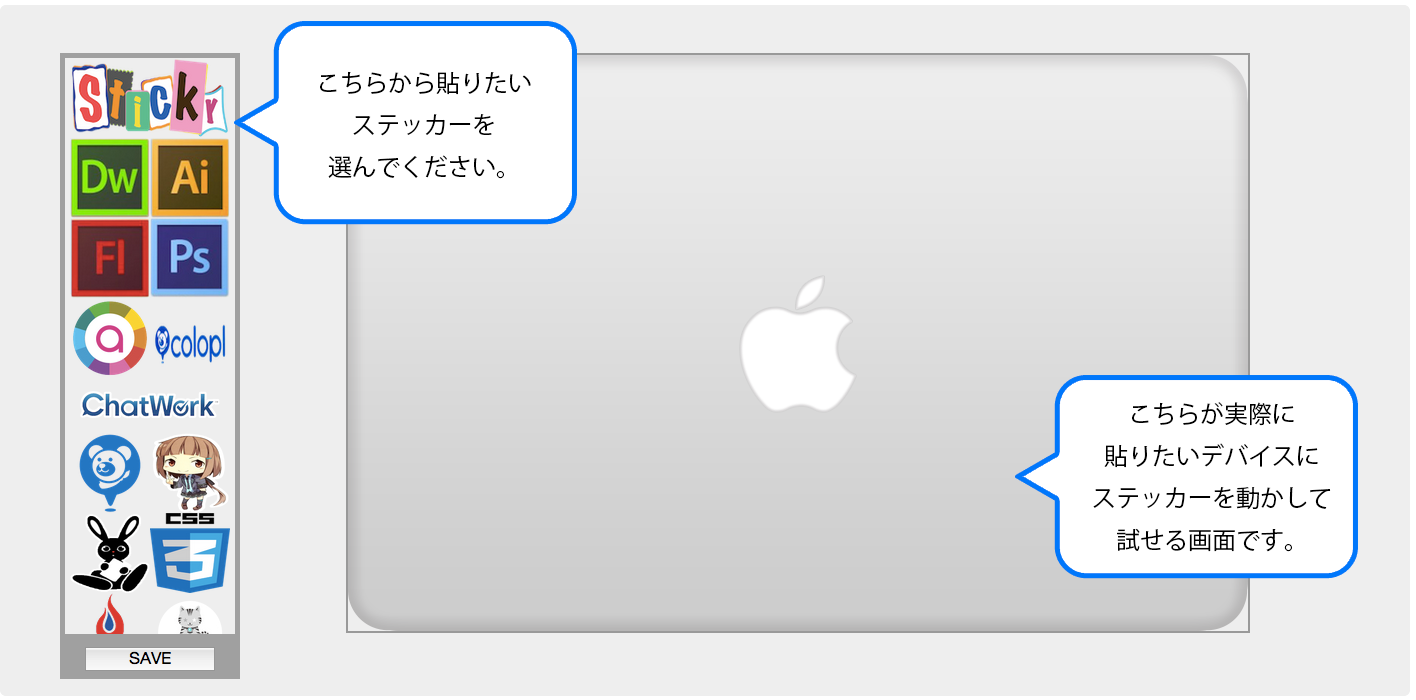 Sticky
こちらから貼りたい
ステッカーを
選んでください。
Dw Ai
Fl Ps
a colopl
ChatWork
CSS
3
こちらが実際に
貼りたいデバイスに
ステッカーを動かして
試せる画面です。
SAVE